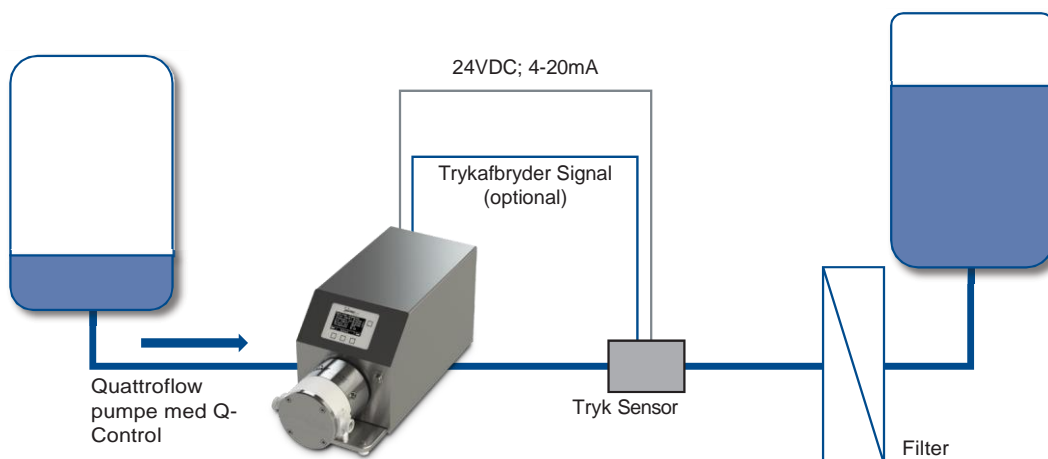 24VDC; 4-20mA
Trykafbryder Signal
(optional)
Quattroflow
pumpe med Q-
Control
Tryk Sensor
Filter